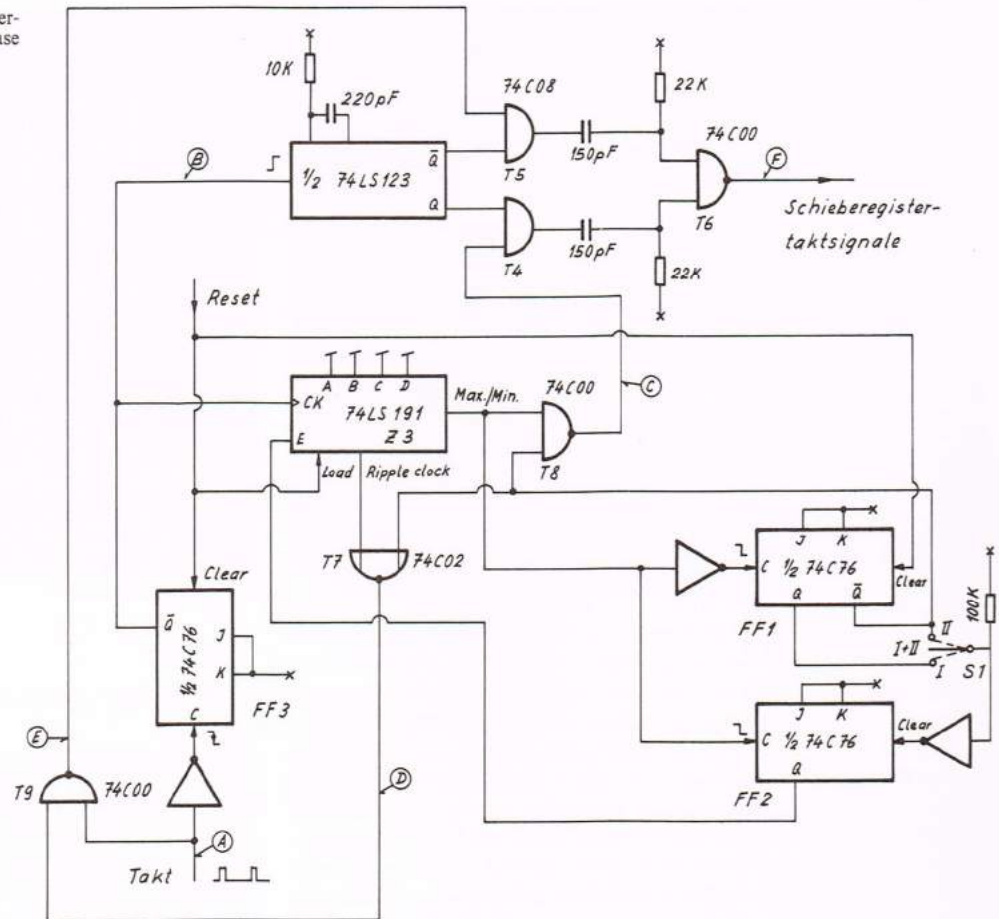 er-
se
10K
220pF
74C08
22K
74C00
B
1/2 74LS123
Q̄
Q
T5
150pF
F
T4
150pF
T6
22K
Schieberegister-
taktsignale
Reset
A B C D
CK 74LS191
E Z3
Max./Min.
74C00
C
T8
Load
Ripple clock
T7
74C02
Clear
Q̄
J
K
1/2 74C76
C
FF3
J K
C 1/2 74C76
Clear
Q Q̄
FF1
100K
II
I+II
I
S1
J K
C 1/2 74C76
Clear
Q
FF2
E
T9
74C00
D
A
Takt